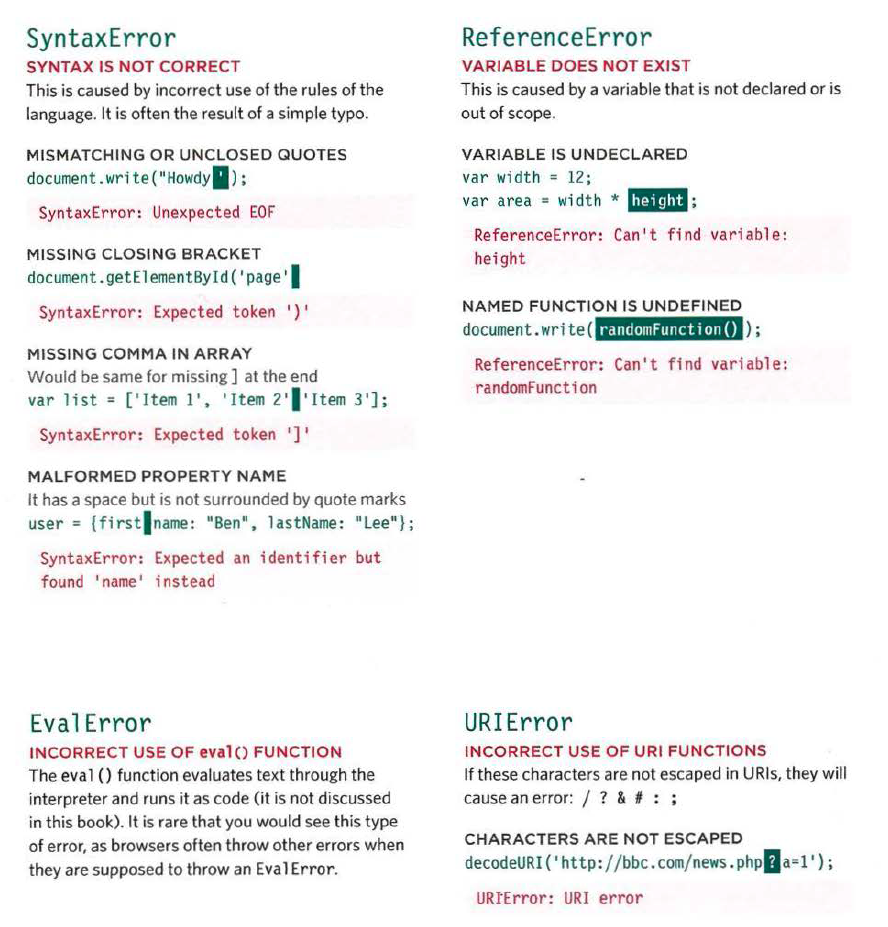 SyntaxError
SYNTAX IS NOT CORRECT
This is caused by incorrect use of the rules of the
language. It is often the result of a simple typo.
MISMATCHING OR UNCLOSED QUOTES
document.write("Howdy');
SyntaxError: Unexpected EOF
MISSING CLOSING BRACKET
document.getElementById('page'
SyntaxError: Expected token ')'
MISSING COMMA IN ARRAY
Would be same for missing ] at the end
var list = ['Item 1', 'Item 2' 'Item 3'];
SyntaxError: Expected token ']'
MALFORMED PROPERTY NAME
It has a space but is not surrounded by quote marks
user = {first name: "Ben", lastName: "Lee"};
SyntaxError: Expected an identifier but
found 'name' instead
ReferenceError
VARIABLE DOES NOT EXIST
This is caused by a variable that is not declared or is
out of scope.
VARIABLE IS UNDECLARED
var width = 12;
var area = width * height;
ReferenceError: Can't find variable:
height
NAMED FUNCTION IS UNDEFINED
document.write(randomFunction());
ReferenceError: Can't find variable:
randomFunction
EvalError
INCORRECT USE OF eval() FUNCTION
The eval() function evaluates text through the
interpreter and runs it as code (it is not discussed
in this book). It is rare that you would see this type
of error, as browsers often throw other errors when
they are supposed to throw an EvalError.
URIError
INCORRECT USE OF URI FUNCTIONS
If these characters are not escaped in URIs, they will
cause an error: / ? & # : ;
CHARACTERS ARE NOT ESCAPED
decodeURI('http://bbc.com/news.php?a=1');
URIError: URI error